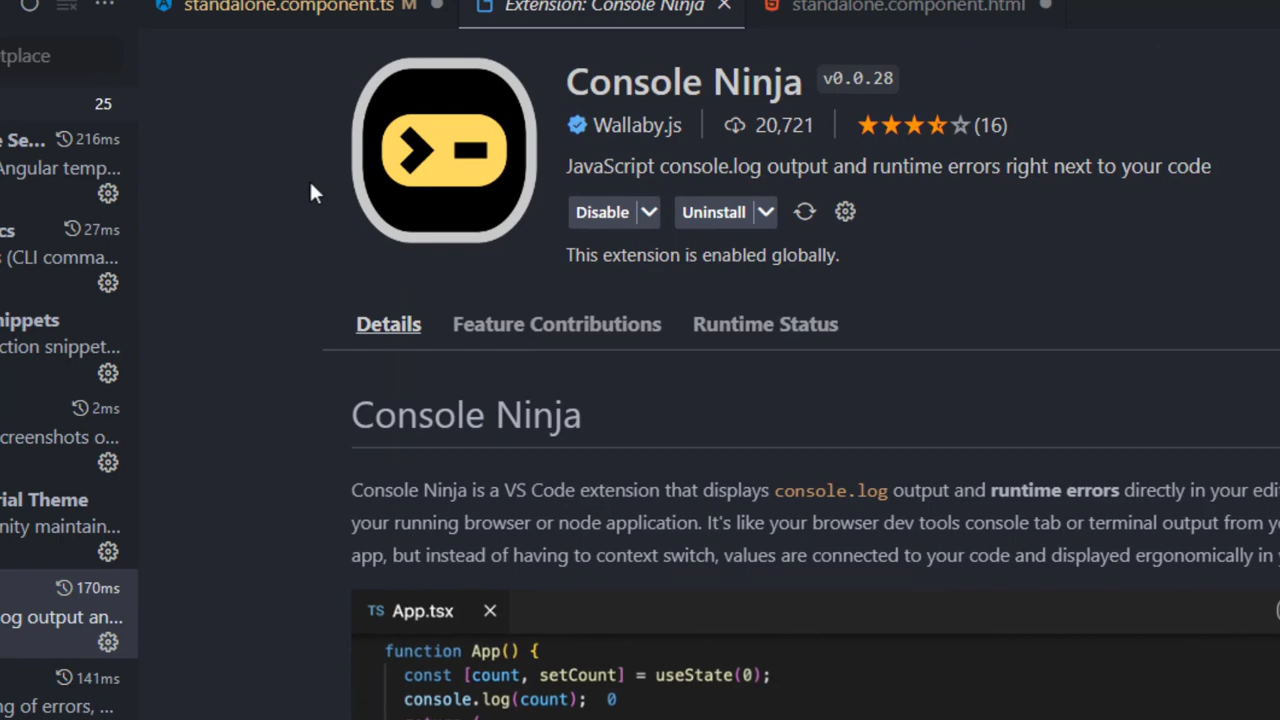 standalone.component.ts M
Extension: Console Ninja
standalone.component.html
etplace
25
e Se... 216ms
Angular temp...
cs 27ms
s (CLI comma...
nippets
ction snippet...
2ms
creenshots o...
rial Theme
nity maintain...
170ms
og output an...
141ms
ng of errors, ...
Console Ninja v0.0.28
Wallaby.js 20,721 (16)
JavaScript console.log output and runtime errors right next to your code
Disable Uninstall
This extension is enabled globally.
Details Feature Contributions Runtime Status
Console Ninja
Console Ninja is a VS Code extension that displays console.log output and runtime errors directly in your edi
your running browser or node application. It's like your browser dev tools console tab or terminal output from yo
app, but instead of having to context switch, values are connected to your code and displayed ergonomically in
TS App.tsx
function App() {
const [count, setCount] = useState(0);
console.log(count); 0